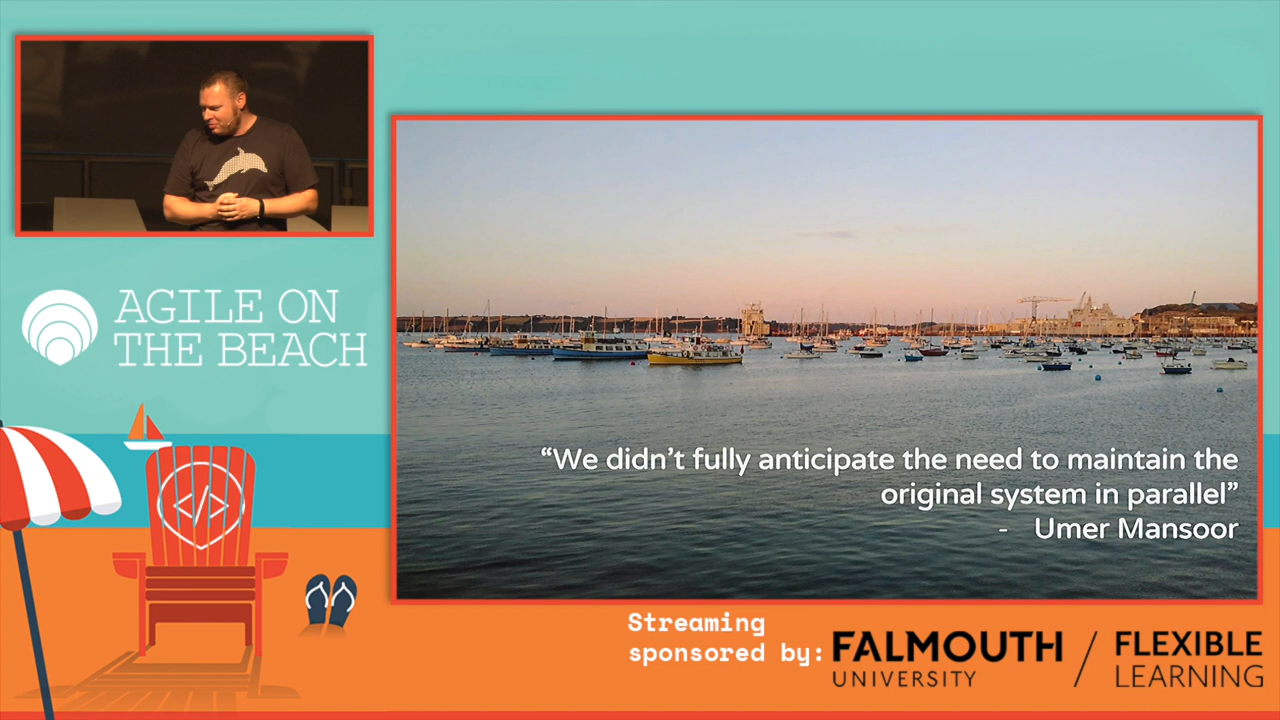 AGILE ON
THE BEACH
</>
“We didn’t fully anticipate the need to maintain the
original system in parallel”
- Umer Mansoor
Streaming
sponsored by:
FALMOUTH
UNIVERSITY
/
FLEXIBLE
LEARNING